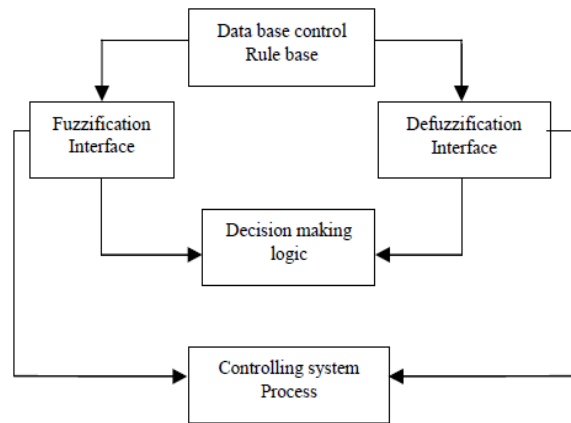 Data base control
Rule base
Fuzzification
Interface
Defuzzification
Interface
Decision making
logic
Controlling system
Process